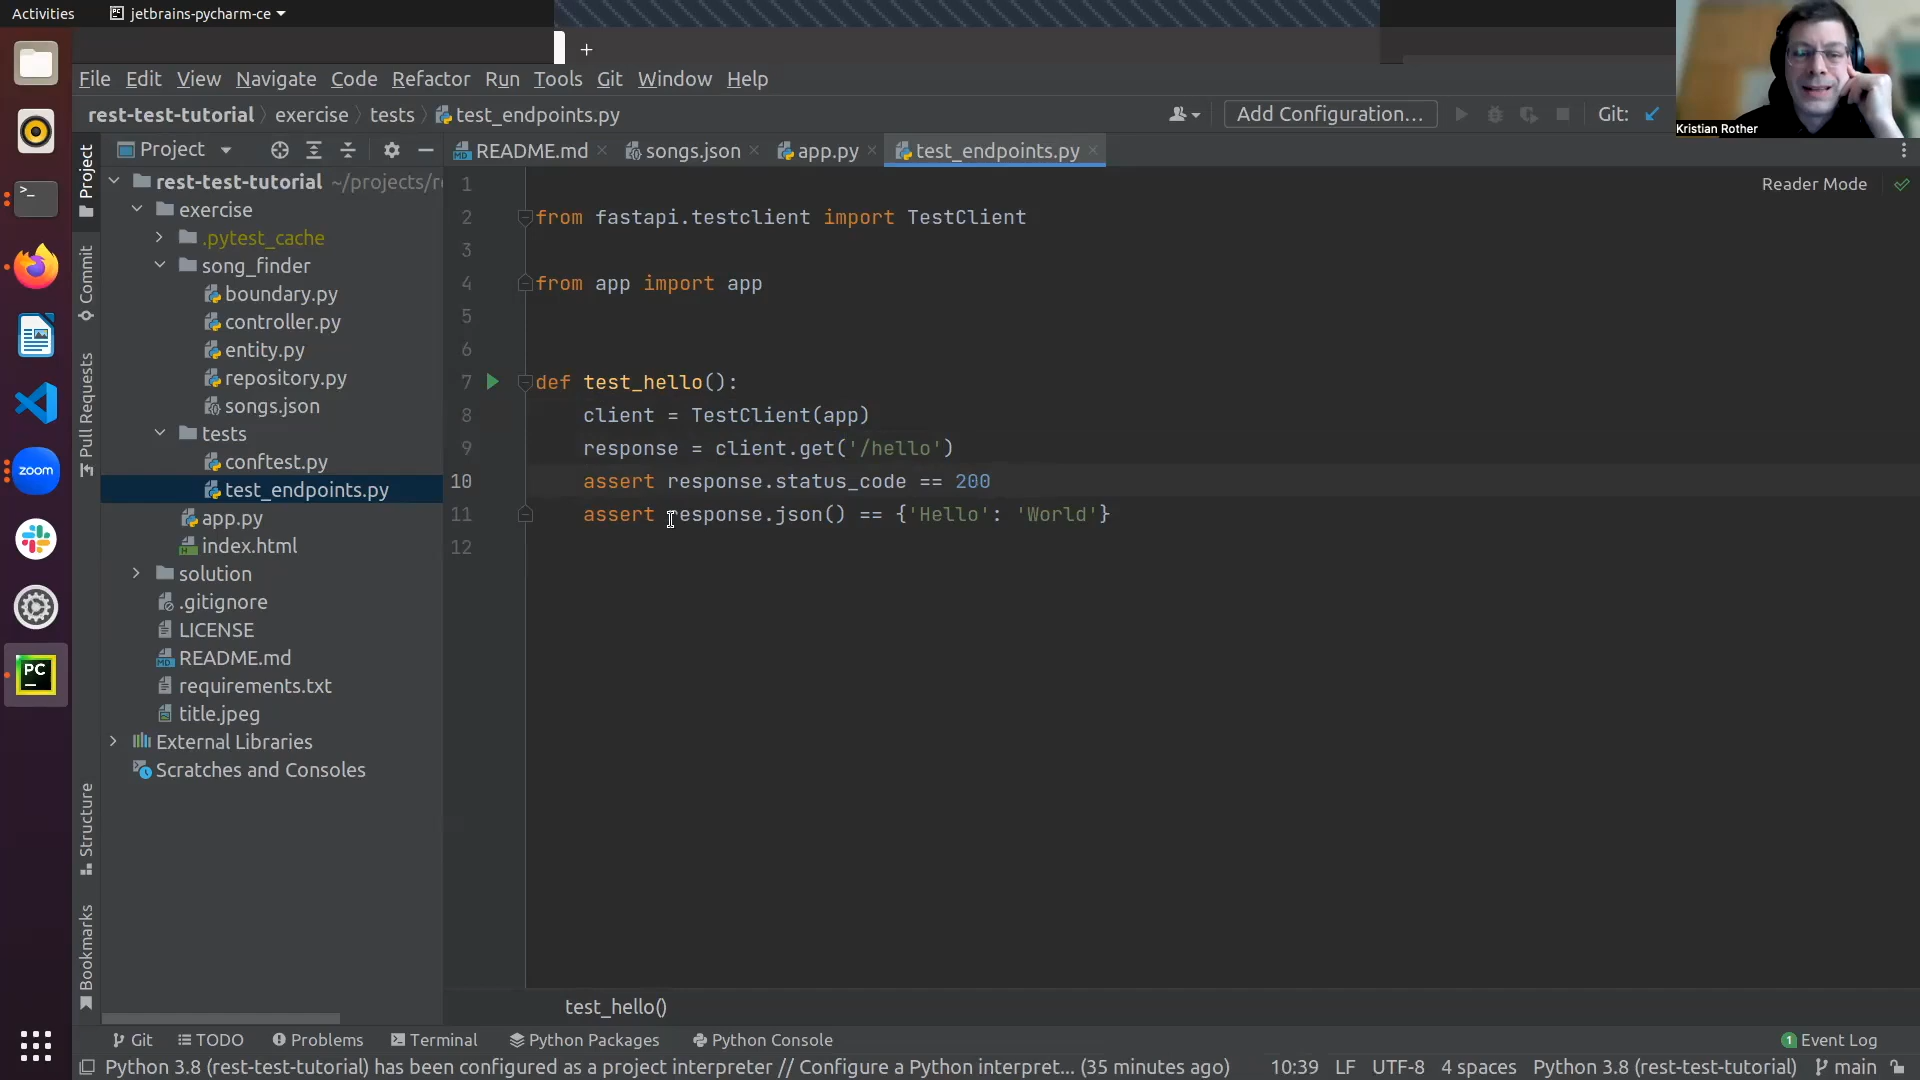 Activities
jetbrains-pycharm-ce
+
File Edit View Navigate Code Refactor Run Tools Git Window Help
Kristian Rother
rest-test-tutorial exercise tests test_endpoints.py
Add Configuration...
Git:
Project
README.md songs.json app.py test_endpoints.py
Reader Mode
Project
Commit
Pull Requests
Structure
Bookmarks
rest-test-tutorial
exercise
.pytest_cache
song_finder
boundary.py
controller.py
entity.py
repository.py
songs.json
tests
conftest.py
test_endpoints.py
app.py
index.html
solution
.gitignore
LICENSE
README.md
requirements.txt
title.jpeg
External Libraries
Scratches and Consoles
zoom
PC
1
2 from fastapi.testclient import TestClient
3
4 from app import app
5
6
7 def test_hello():
8 client = TestClient(app)
9 response = client.get('/hello')
10 assert response.status_code == 200
11 assert response.json() == {'Hello': 'World'}
12
test_hello()
Git TODO Problems Terminal Python Packages Python Console
1 Event Log
Python 3.8 (rest-test-tutorial) has been configured as a project interpreter // Configure a Python interpret... (35 minutes ago)
10:39 LF UTF-8 4 spaces Python 3.8 (rest-test-tutorial) main